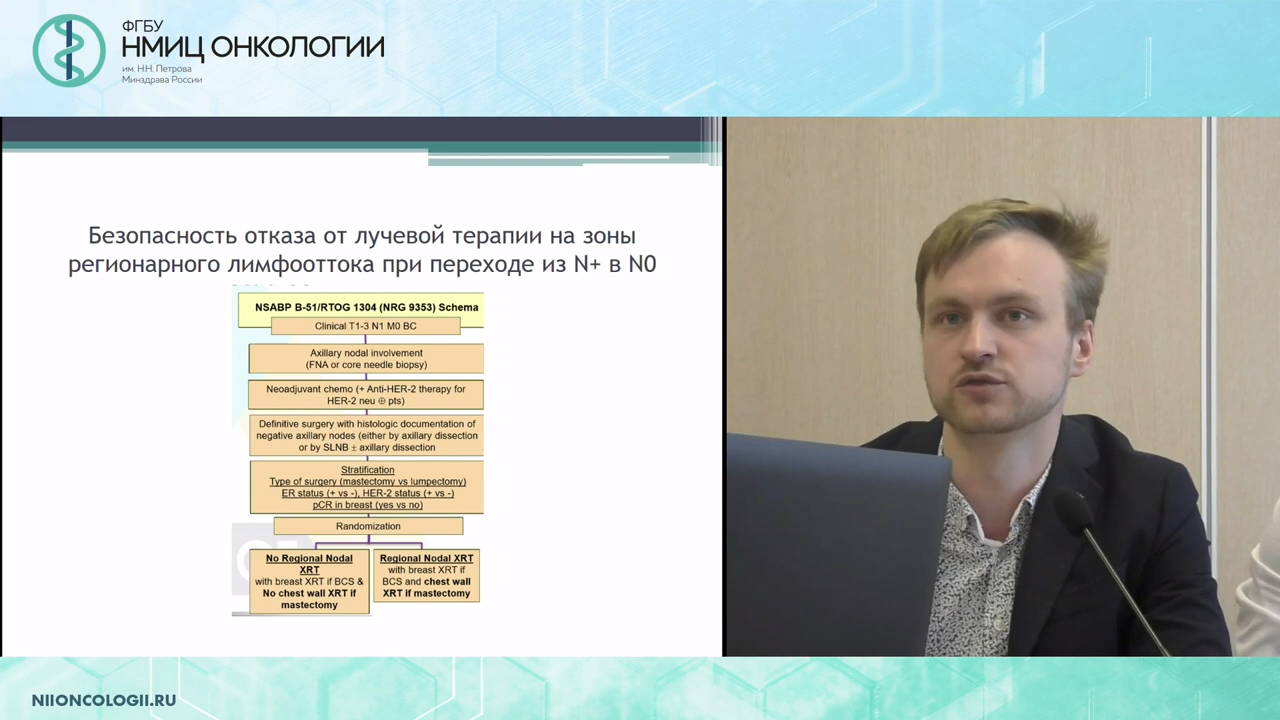 ФГБУ
НМИЦ ОНКОЛОГИИ
им. Н.Н. Петрова
Минздрава России
Безопасность отказа от лучевой терапии на зоны
регионарного лимфооттока при переходе из N+ в N0
NSABP B-51/RTOG 1304 (NRG 9353) Schema
Clinical T1-3 N1 M0 BC
Axillary nodal involvement
(FNA or core needle biopsy)
Neoadjuvant chemo (+ Anti-HER-2 therapy for
HER-2 neu ⊕ pts)
Definitive surgery with histologic documentation of
negative axillary nodes (either by axillary dissection
or by SLNB ± axillary dissection
Stratification
Type of surgery (mastectomy vs lumpectomy)
ER status (+ vs -), HER-2 status (+ vs -)
pCR in breast (yes vs no)
Randomization
No Regional Nodal
XRT
with breast XRT if BCS &
No chest wall XRT if
mastectomy
Regional Nodal XRT
with breast XRT if
BCS and chest wall
XRT if mastectomy
NIIONCOLOGII.RU